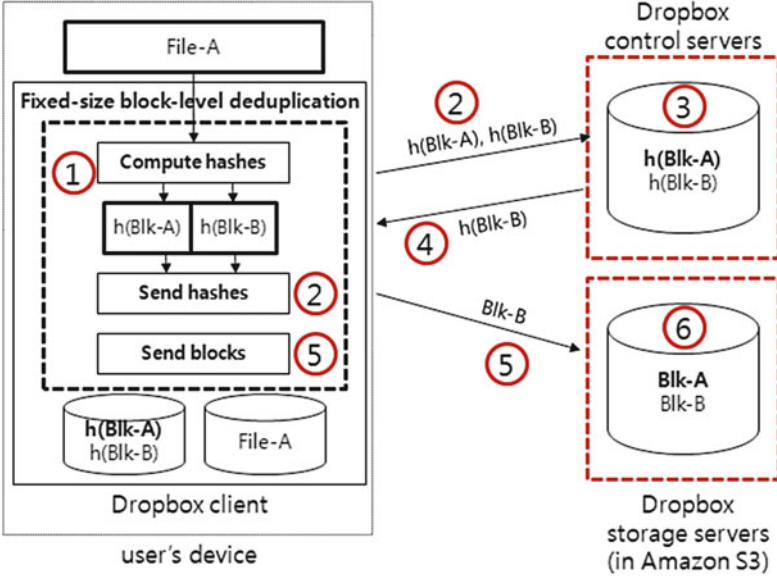 File-A
Fixed-size block-level deduplication
1
Compute hashes
h(Blk-A)
h(Blk-B)
Send hashes
2
Send blocks
5
h(Blk-A)
h(Blk-B)
File-A
Dropbox client
user's device
2
h(Blk-A), h(Blk-B)
h(Blk-B)
4
Blk-B
5
Dropbox
control servers
3
h(Blk-A)
h(Blk-B)
6
Blk-A
Blk-B
Dropbox
storage servers
(in Amazon S3)